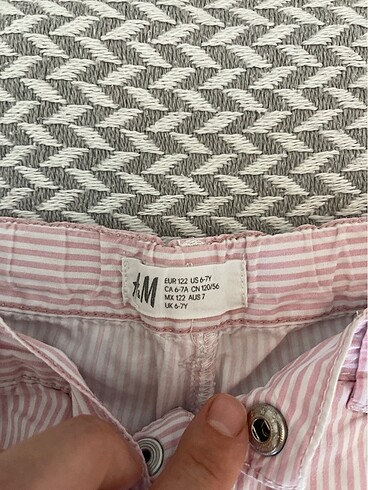 H&M
EUR 122 US 6-7Y
CA 6-7A CN 120/56
MX 122 AUS 7
UK 6-7Y